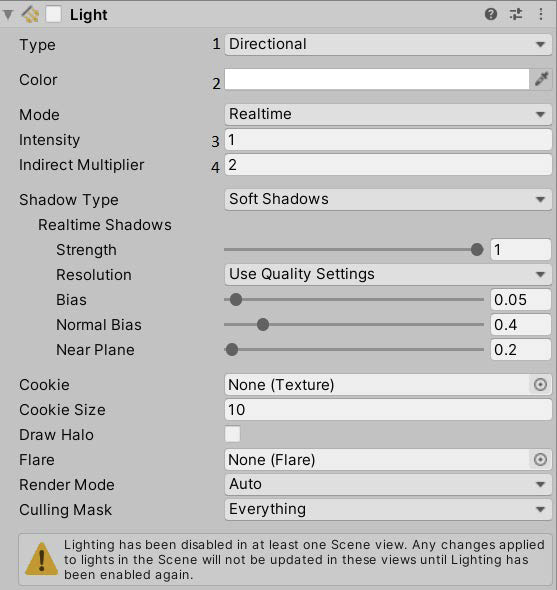 Light
Type 1 Directional
Color 2
Mode Realtime
Intensity 3 1
Indirect Multiplier 4 2
Shadow Type Soft Shadows
Realtime Shadows
Strength 1
Resolution Use Quality Settings
Bias 0.05
Normal Bias 0.4
Near Plane 0.2
Cookie None (Texture)
Cookie Size 10
Draw Halo
Flare None (Flare)
Render Mode Auto
Culling Mask Everything
Lighting has been disabled in at least one Scene view. Any changes applied
to lights in the Scene will not be updated in these views until Lighting has
been enabled again.